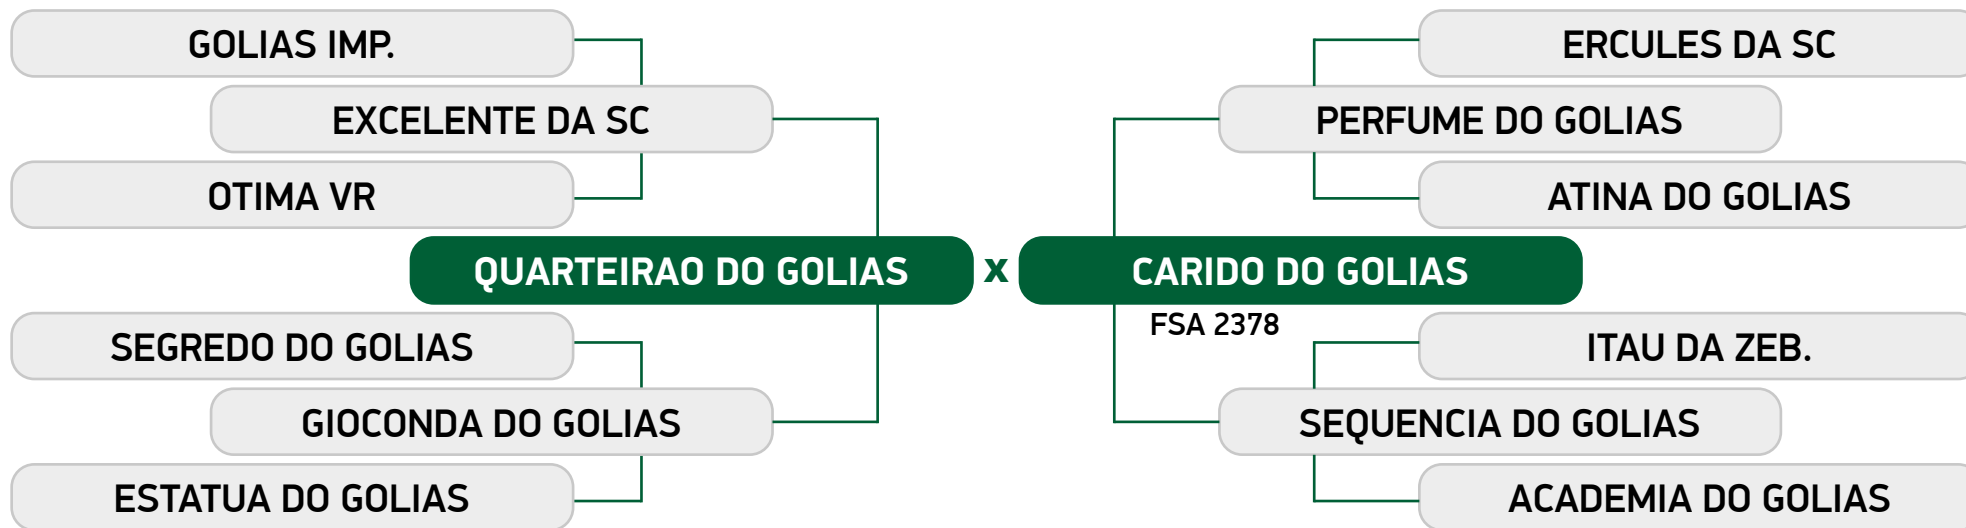 GOLIAS IMP.
ERCULES DA SC
EXCELENTE DA SC
PERFUME DO GOLIAS
OTIMA VR
ATINA DO GOLIAS
QUARTEIRAO DO GOLIAS x CARIDO DO GOLIAS
FSA 2378
SEGREDO DO GOLIAS
ITAU DA ZEB.
GIOCONDA DO GOLIAS
SEQUENCIA DO GOLIAS
ESTATUA DO GOLIAS
ACADEMIA DO GOLIAS